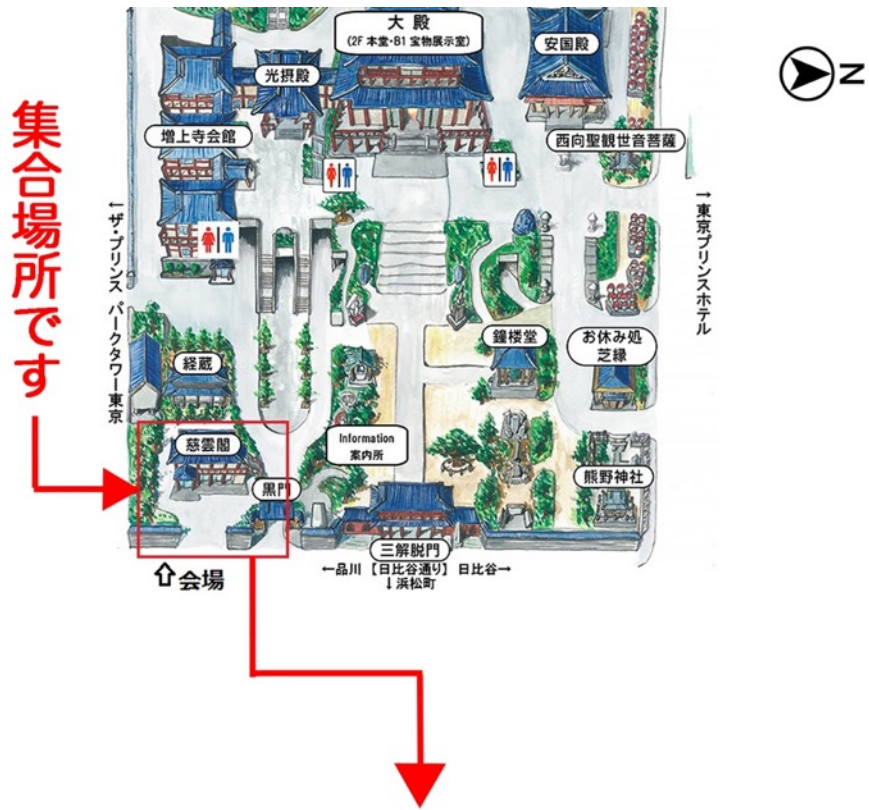 大 殿
(2F 本堂・B1 宝物展示室)
安国殿
光摂殿
N
増上寺会館
西向聖観世音菩薩
集合場所です
←ザ・プリンス パークタワー東京
→東京プリンスホテル
鐘楼堂
お休み処
芝縁
経蔵
慈雲閣
Information
案内所
黒門
熊野神社
三解脱門
⇧会場
←品川 【日比谷通り】 日比谷→
↓浜松町